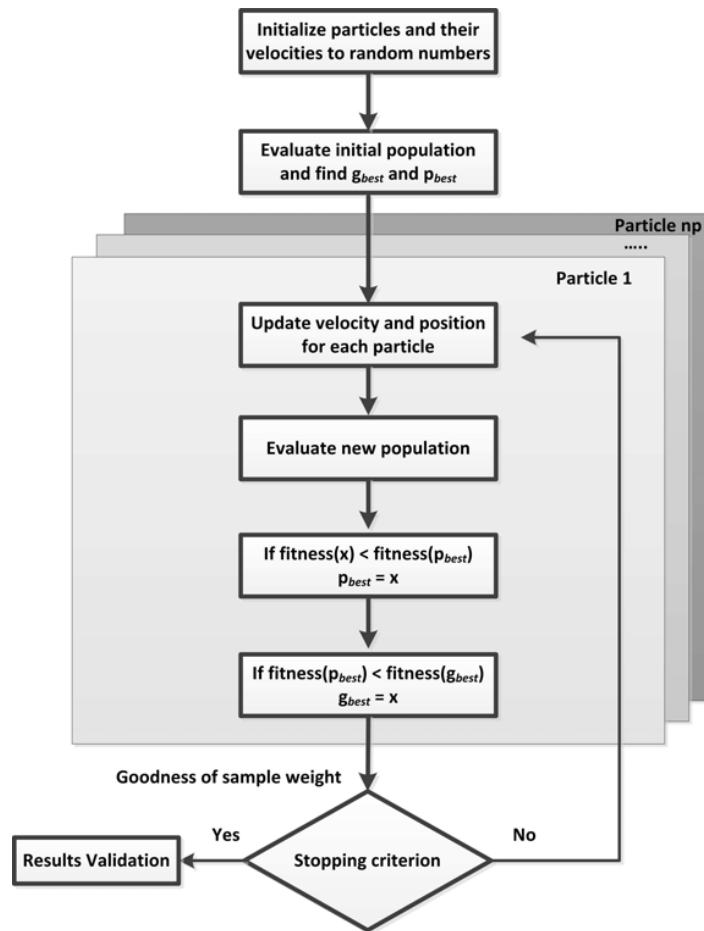 Initialize particles and their
velocities to random numbers
Evaluate initial population
and find gbest and pbest
Particle np
.....
Particle 1
Update velocity and position
for each particle
Evaluate new population
If fitness(x) < fitness(pbest)
pbest = x
If fitness(pbest) < fitness(gbest)
gbest = x
Goodness of sample weight
Yes
No
Results Validation
Stopping criterion